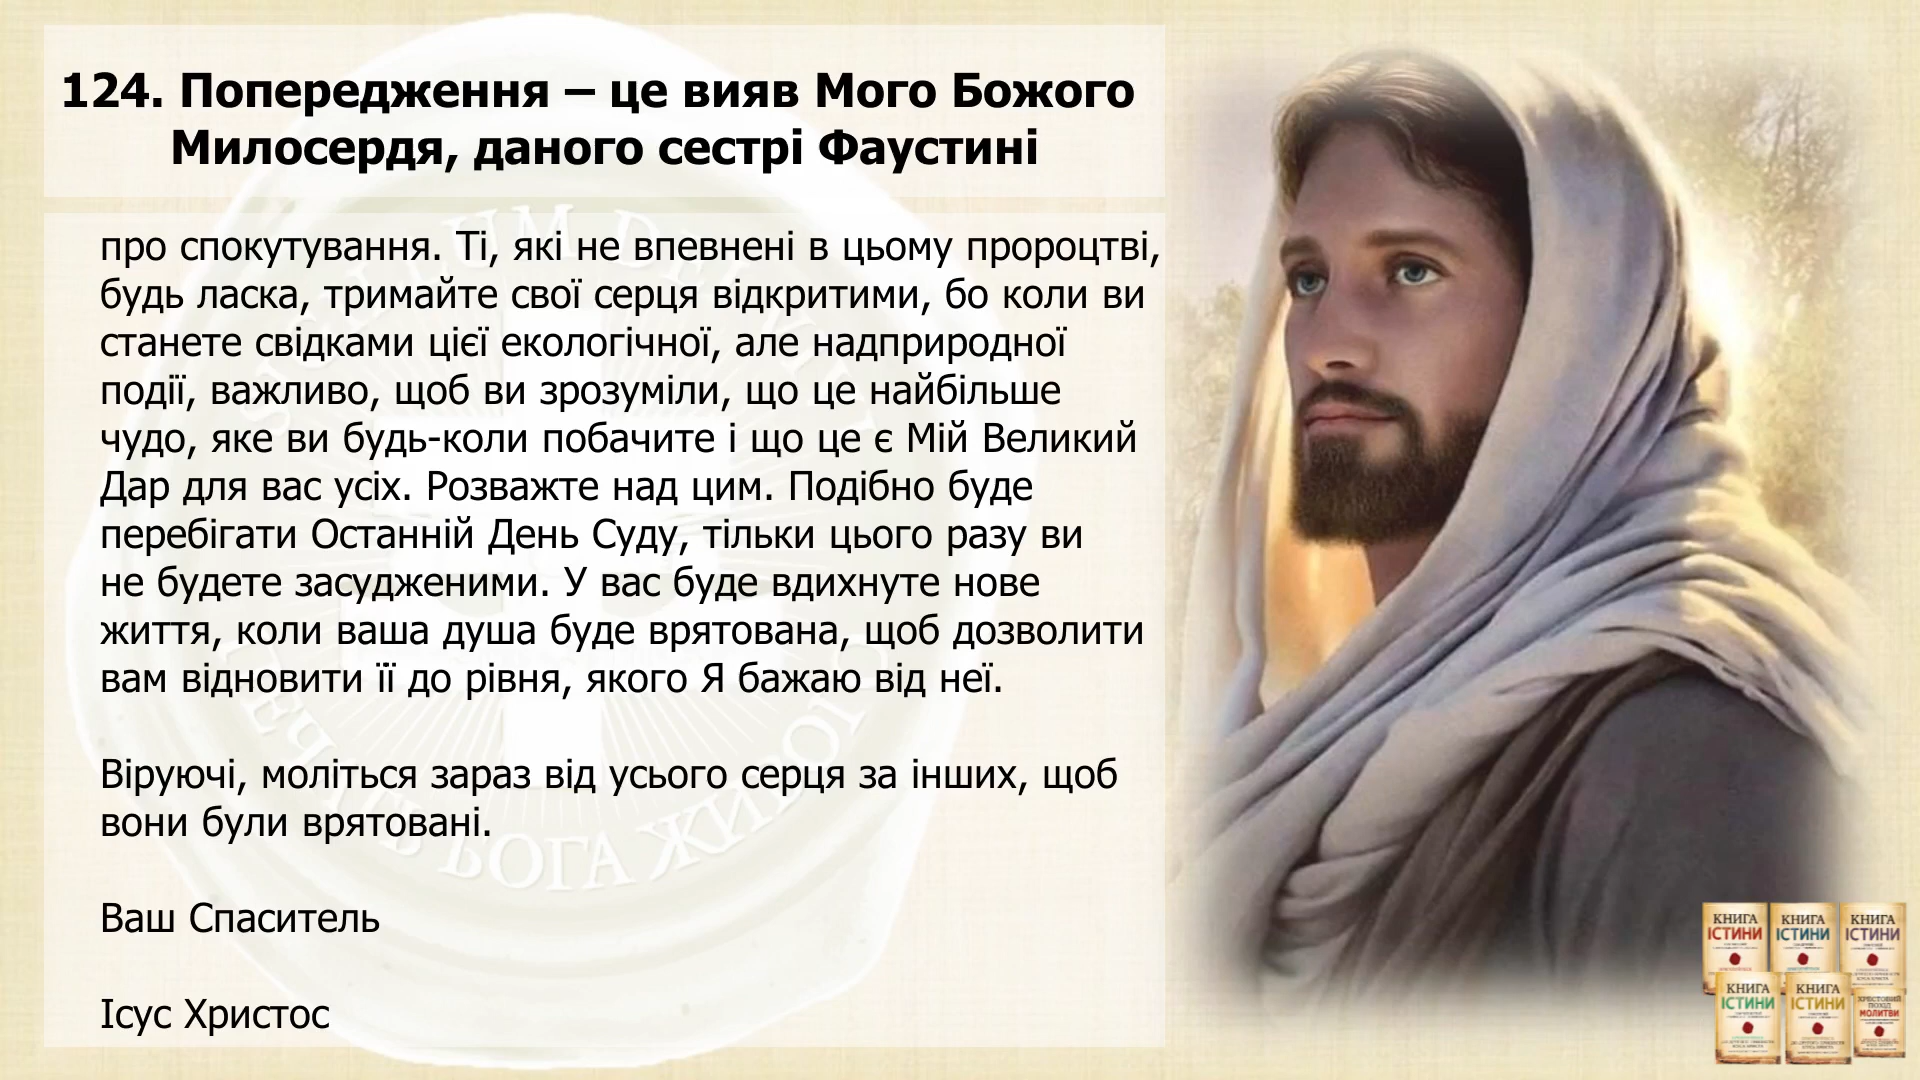 124. Попередження – це вияв Мого Божого
Милосердя, даного сестрі Фаустині
про спокутування. Ті, які не впевнені в цьому пророцтві,
будь ласка, тримайте свої серця відкритими, бо коли ви
станете свідками цієї екологічної, але надприродної
події, важливо, щоб ви зрозуміли, що це найбільше
чудо, яке ви будь-коли побачите і що це є Мій Великий
Дар для вас усіх. Розважте над цим. Подібно буде
перебігати Останній День Суду, тільки цього разу ви
не будете засудженими. У вас буде вдихнуте нове
життя, коли ваша душа буде врятована, щоб дозволити
вам відновити її до рівня, якого Я бажаю від неї.
Віруючі, моліться зараз від усього серця за інших, щоб
вони були врятовані.
Ваш Спаситель
Ісус Христос
ПЕЧАТЬ БОГА ЖИВОГО
КНИГА
ІСТИНИ
КНИГА
ІСТИНИ
КНИГА
ІСТИНИ
КНИГА
ІСТИНИ
КНИГА
ІСТИНИ
ХРЕСТОВИЙ
ПОХІД
МОЛИТВИ